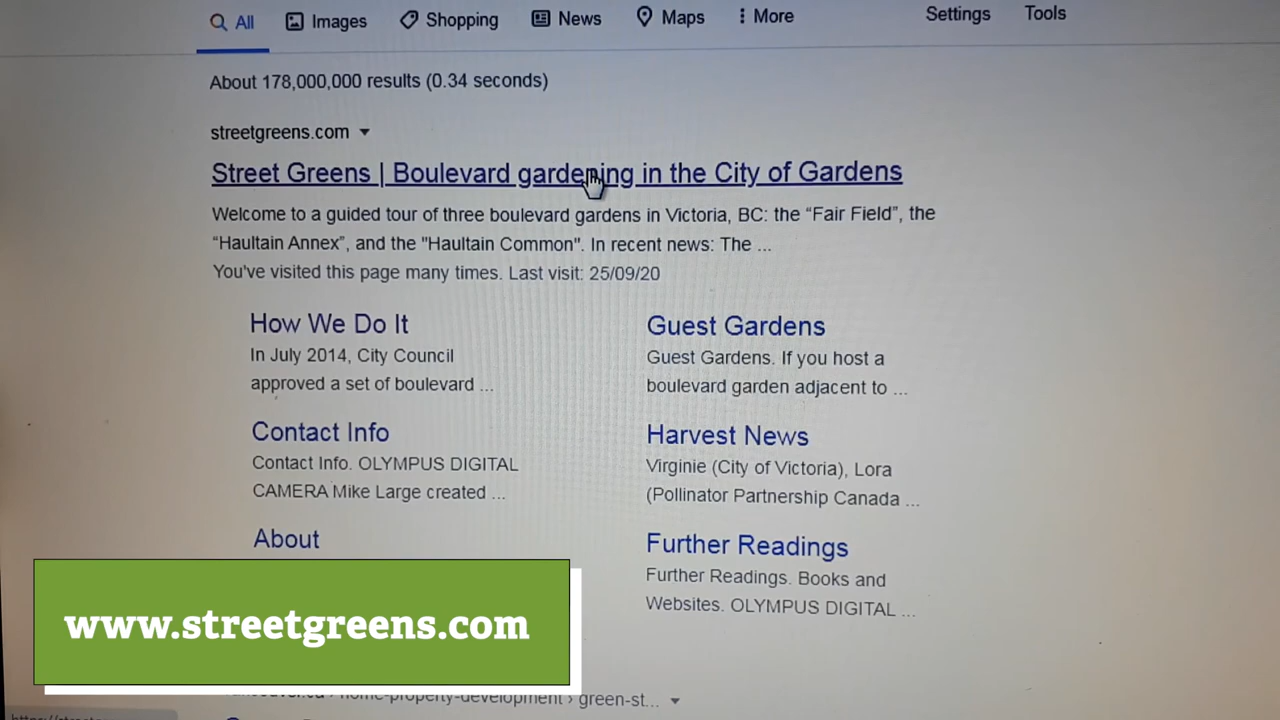 All Images Shopping News Maps More Settings Tools
About 178,000,000 results (0.34 seconds)
streetgreens.com
Street Greens | Boulevard gardening in the City of Gardens
Welcome to a guided tour of three boulevard gardens in Victoria, BC: the “Fair Field”, the
“Haultain Annex”, and the "Haultain Common". In recent news: The ...
You've visited this page many times. Last visit: 25/09/20
How We Do It
In July 2014, City Council
approved a set of boulevard ...
Guest Gardens
Guest Gardens. If you host a
boulevard garden adjacent to ...
Contact Info
Contact Info. OLYMPUS DIGITAL
CAMERA Mike Large created ...
Harvest News
Virginie (City of Victoria), Lora
(Pollinator Partnership Canada ...
About
Further Readings
Further Readings. Books and
Websites. OLYMPUS DIGITAL ...
www.streetgreens.com
› home-property-development › green-st...